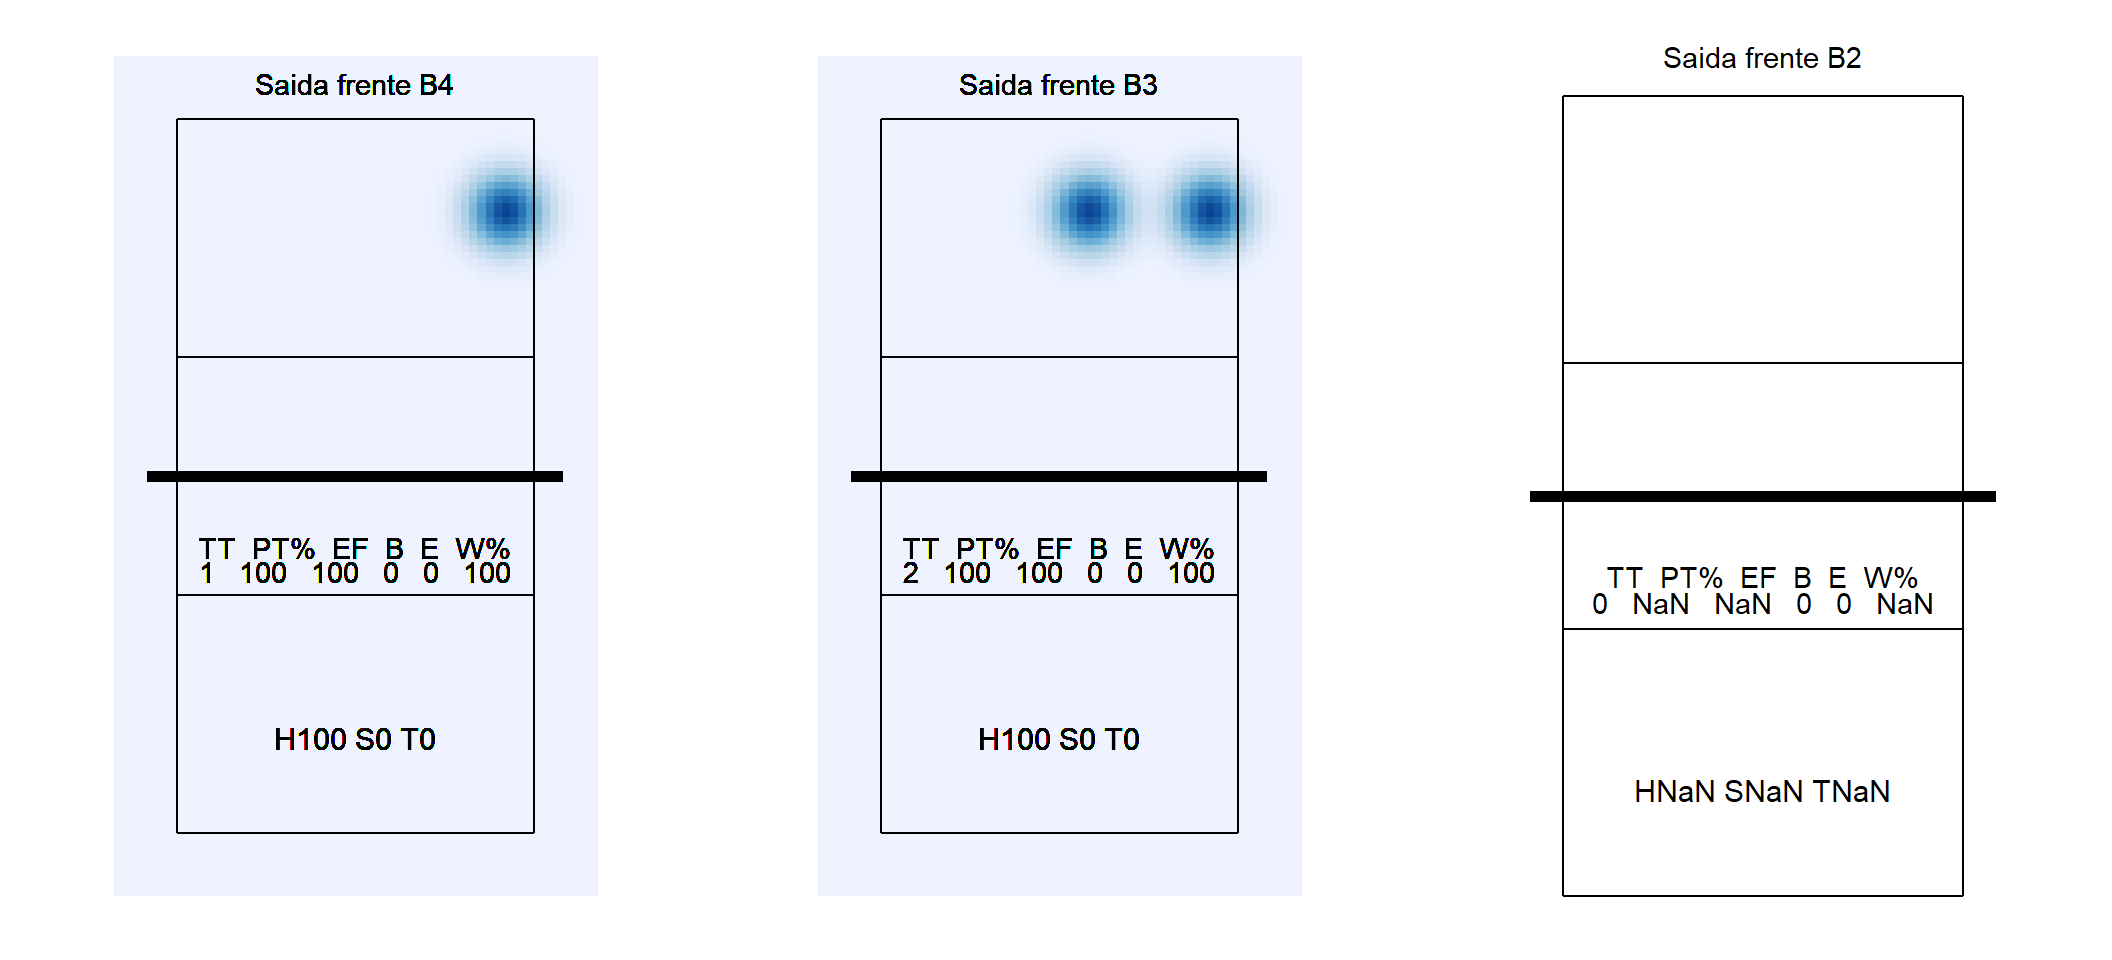 Saida frente B4
TT PT% EF B E W%
1 100 100 0 0 100
H100 S0 T0
Saida frente B3
TT PT% EF B E W%
2 100 100 0 0 100
H100 S0 T0
Saida frente B2
TT PT% EF B E W%
0 NaN NaN 0 0 NaN
HNaN SNaN TNaN